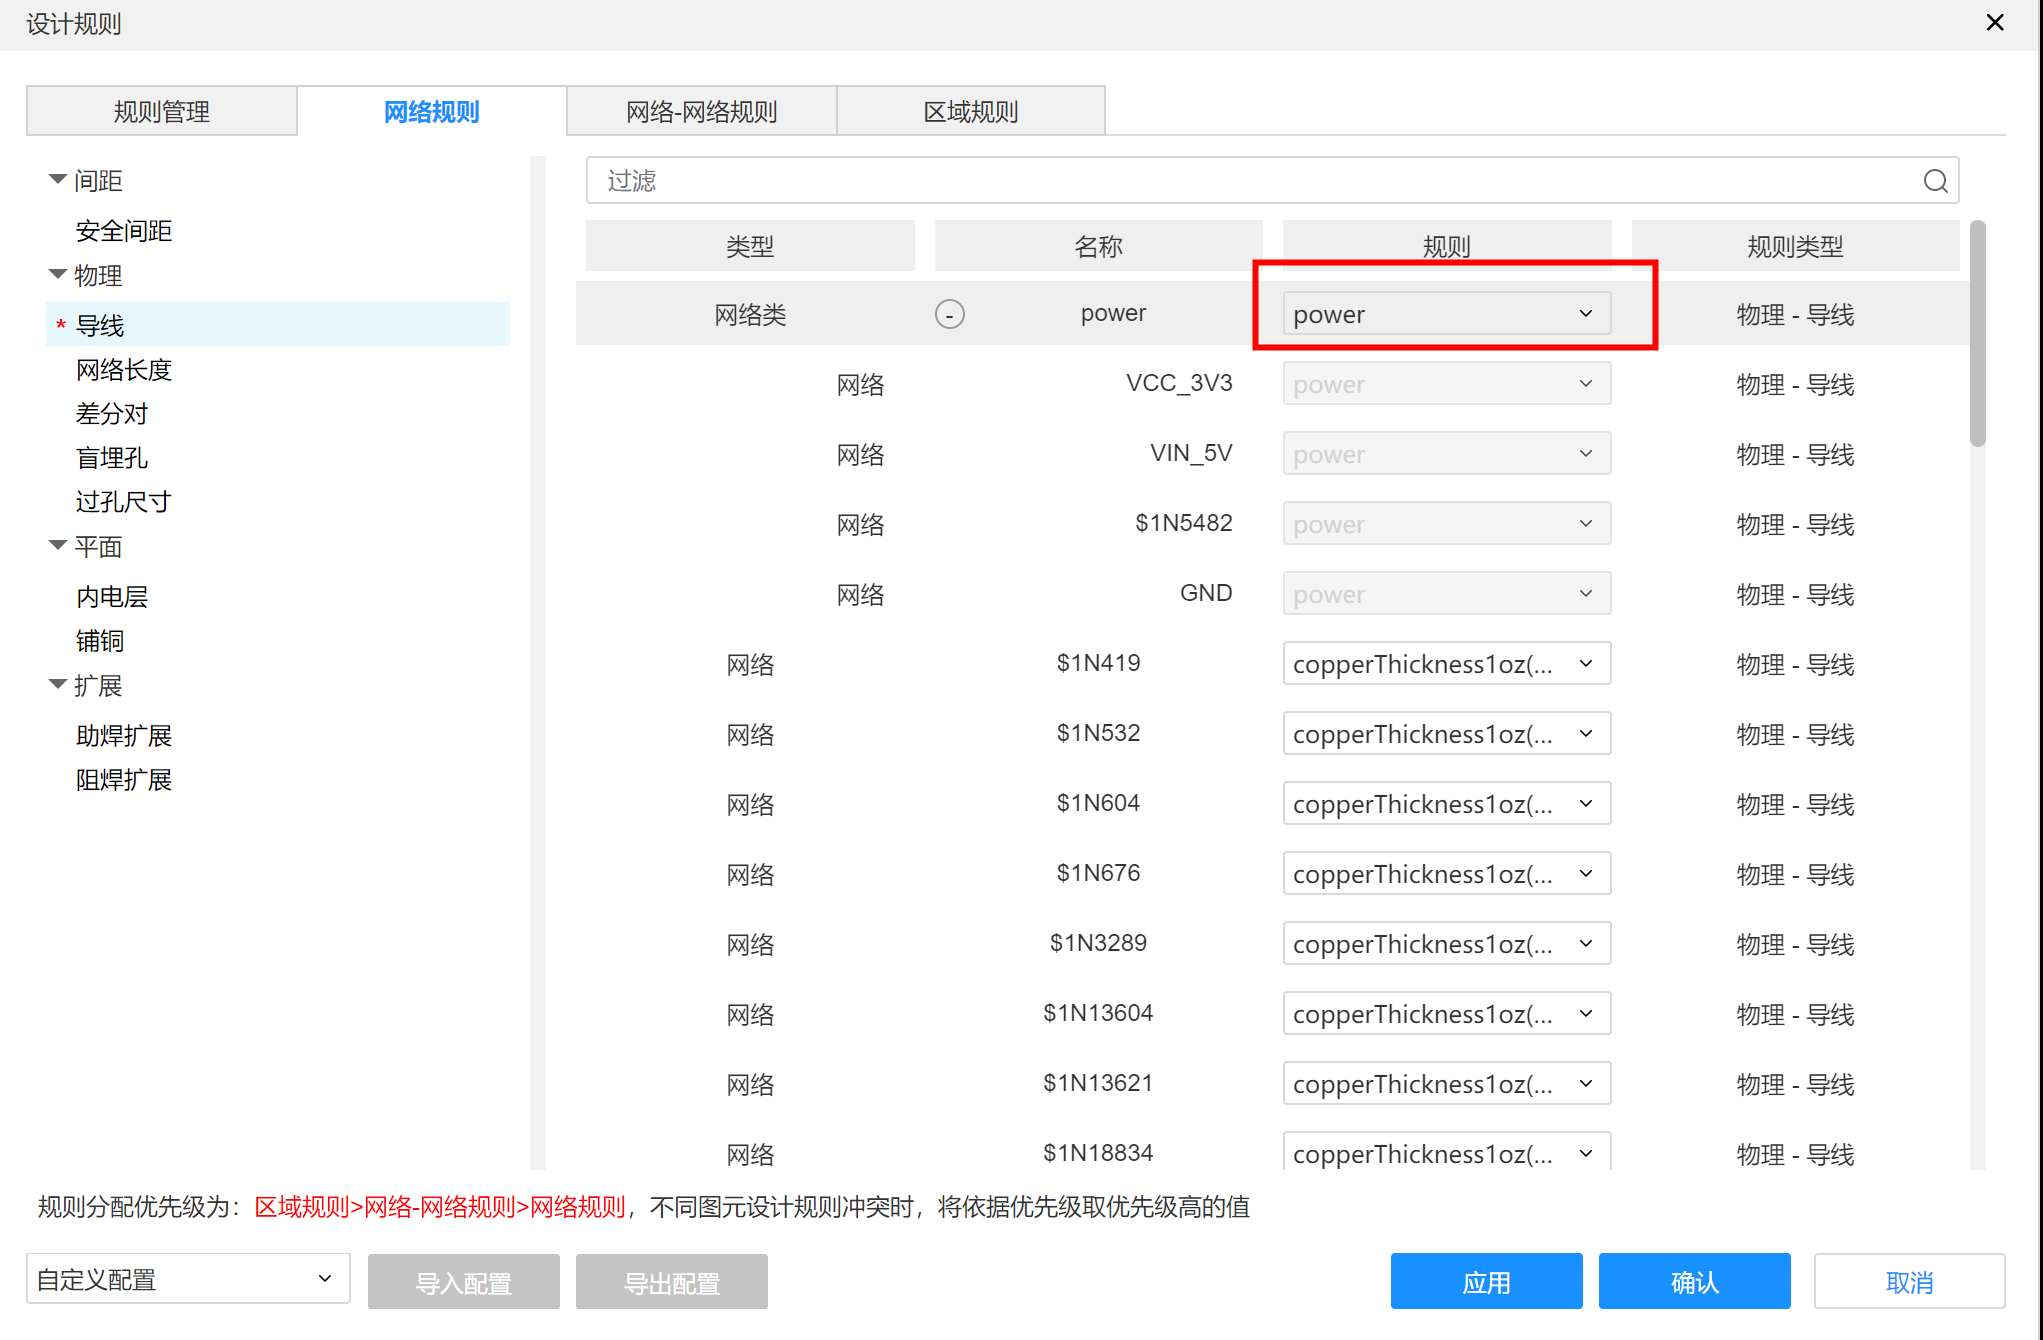 设计规则
规则管理 网络规则 网络-网络规则 区域规则
间距
安全间距
物理
* 导线
网络长度
差分对
盲埋孔
过孔尺寸
平面
内电层
铺铜
扩展
助焊扩展
阻焊扩展
过滤
类型 名称 规则 规则类型
网络类 - power power 物理 - 导线
网络 VCC_3V3 power 物理 - 导线
网络 VIN_5V power 物理 - 导线
网络 $1N5482 power 物理 - 导线
网络 GND power 物理 - 导线
网络 $1N419 copperThickness1oz(... 物理 - 导线
网络 $1N532 copperThickness1oz(... 物理 - 导线
网络 $1N604 copperThickness1oz(... 物理 - 导线
网络 $1N676 copperThickness1oz(... 物理 - 导线
网络 $1N3289 copperThickness1oz(... 物理 - 导线
网络 $1N13604 copperThickness1oz(... 物理 - 导线
网络 $1N13621 copperThickness1oz(... 物理 - 导线
网络 $1N18834 copperThickness1oz(... 物理 - 导线
规则分配优先级为：区域规则>网络-网络规则>网络规则，不同图元设计规则冲突时，将依据优先级取优先级高的值
自定义配置 导入配置 导出配置 应用 确认 取消